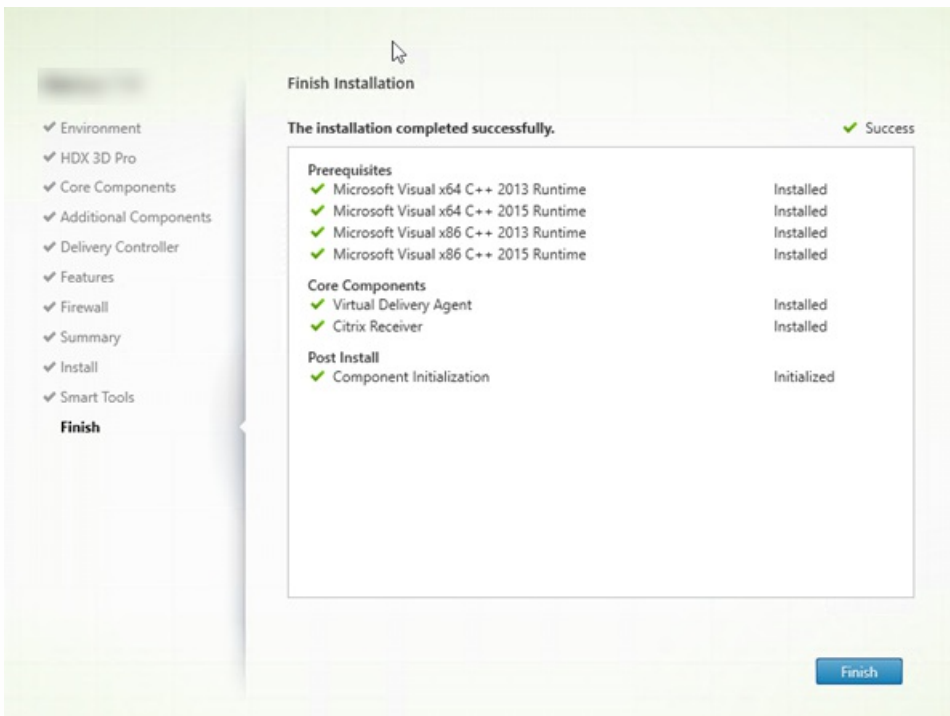 Environment
HDX 3D Pro
Core Components
Additional Components
Delivery Controller
Features
Firewall
Summary
Install
Smart Tools
Finish
Finish Installation
The installation completed successfully. Success
Prerequisites
Microsoft Visual x64 C++ 2013 Runtime Installed
Microsoft Visual x64 C++ 2015 Runtime Installed
Microsoft Visual x86 C++ 2013 Runtime Installed
Microsoft Visual x86 C++ 2015 Runtime Installed
Core Components
Virtual Delivery Agent Installed
Citrix Receiver Installed
Post Install
Component Initialization Initialized
Finish